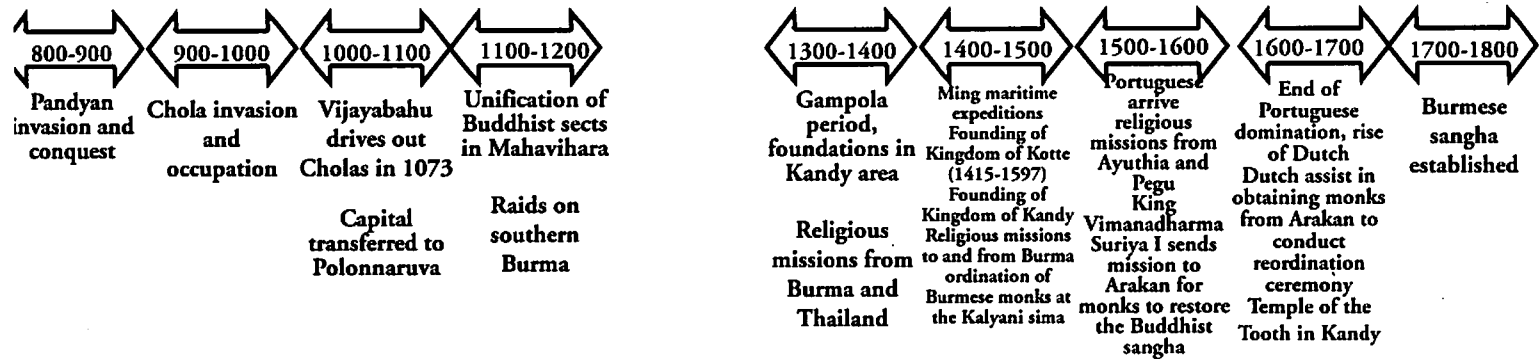 800-900
Pandyan
invasion and
conquest
900-1000
Chola invasion
and
occupation
1000-1100
Vijayabahu
drives out
Cholas in 1073
Capital
transferred to
Polonnaruva
1100-1200
Unification of
Buddhist sects
in Mahavihara
Raids on
southern
Burma
1300-1400
Gampola
period,
foundations in
Kandy area
Religious
missions from
Burma and
Thailand
1400-1500
Ming maritime
expeditions
Founding of
Kingdom of Kotte
(1415-1597)
Founding of
Kingdom of Kandy
Religious missions
to and from Burma
ordination of
Burmese monks at
the Kalyani sima
1500-1600
Portuguese
arrive
religious
missions from
Ayuthia and
Pegu
King
Vimanadharma
Suriya I sends
mission to
Arakan for
monks to restore
the Buddhist
sangha
1600-1700
End of
Portuguese
domination, rise
of Dutch
Dutch assist in
obtaining monks
from Arakan to
conduct
reordination
ceremony
Temple of the
Tooth in Kandy
1700-1800
Burmese
sangha
established